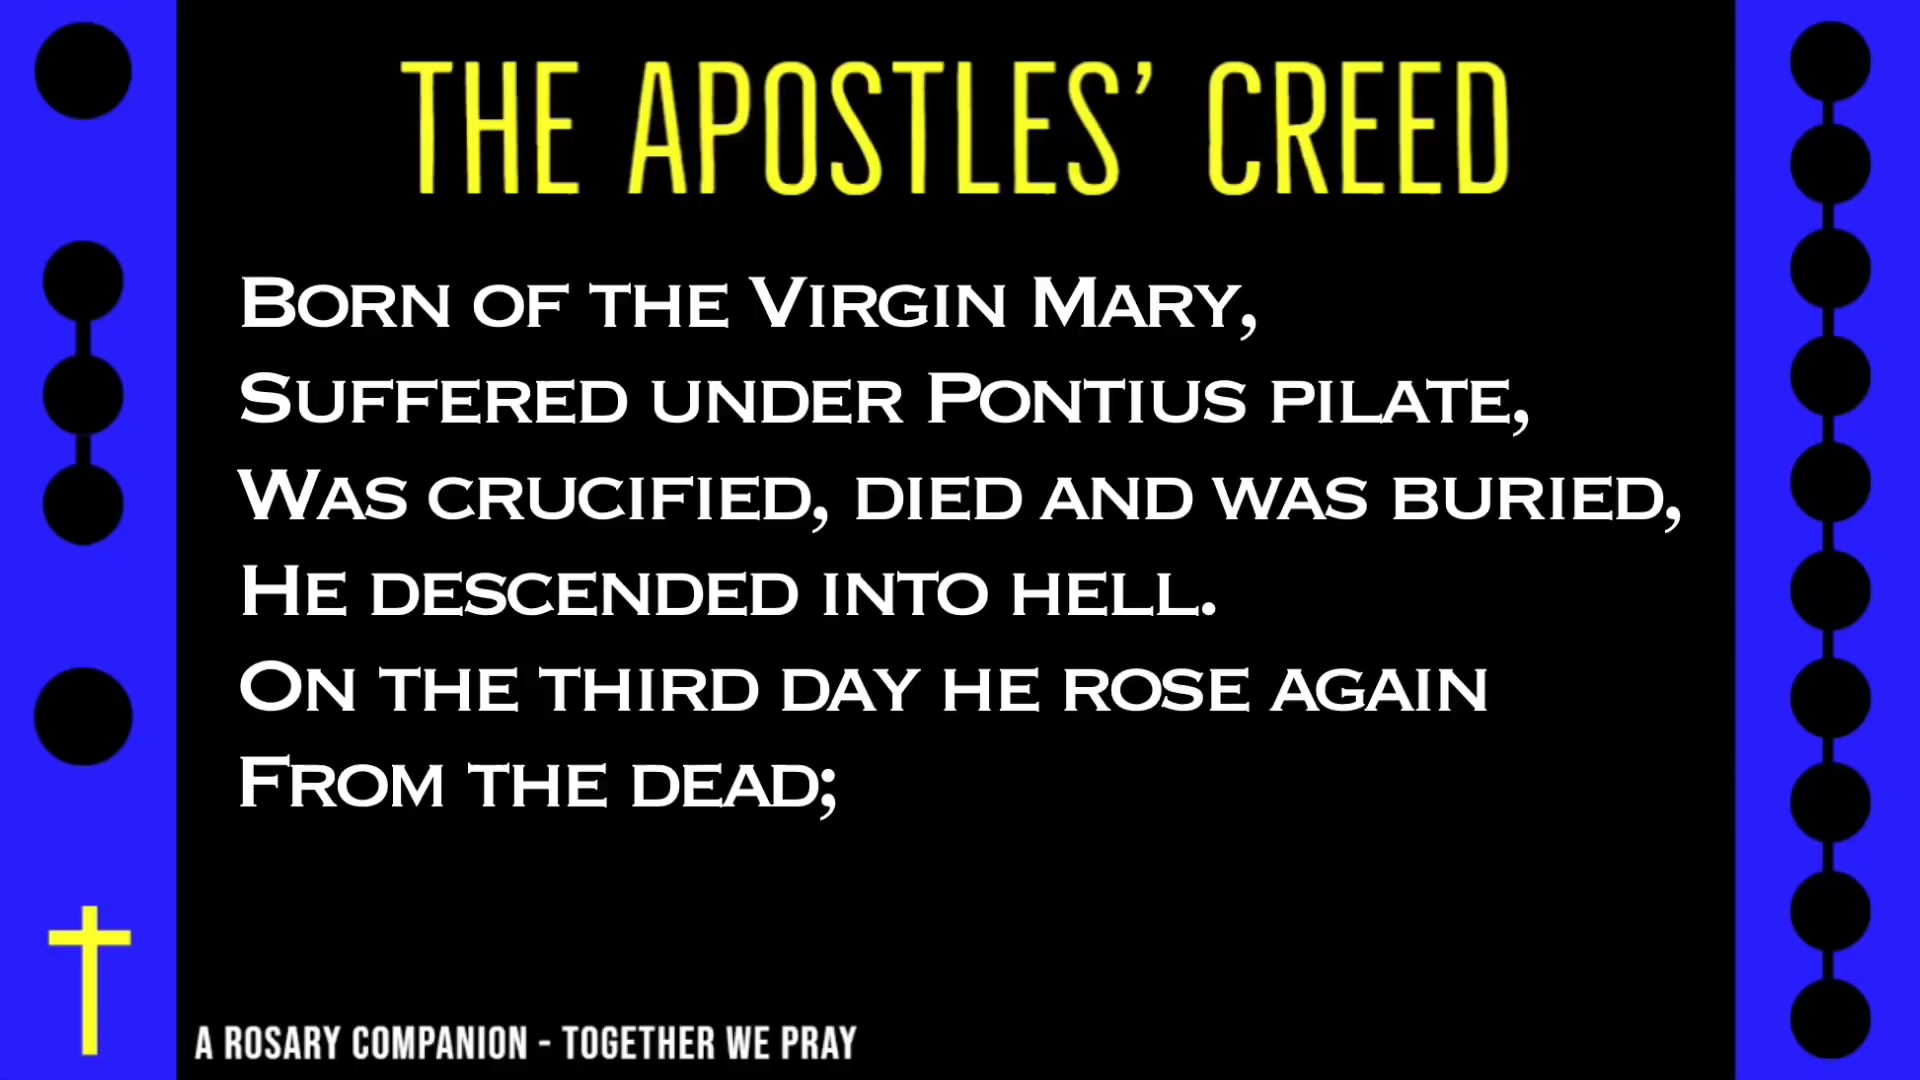 THE APOSTLES’ CREED
Born of the Virgin Mary,
Suffered under Pontius pilate,
Was crucified, died and was buried,
He descended into hell.
On the third day he rose again
From the dead;
A ROSARY COMPANION - TOGETHER WE PRAY